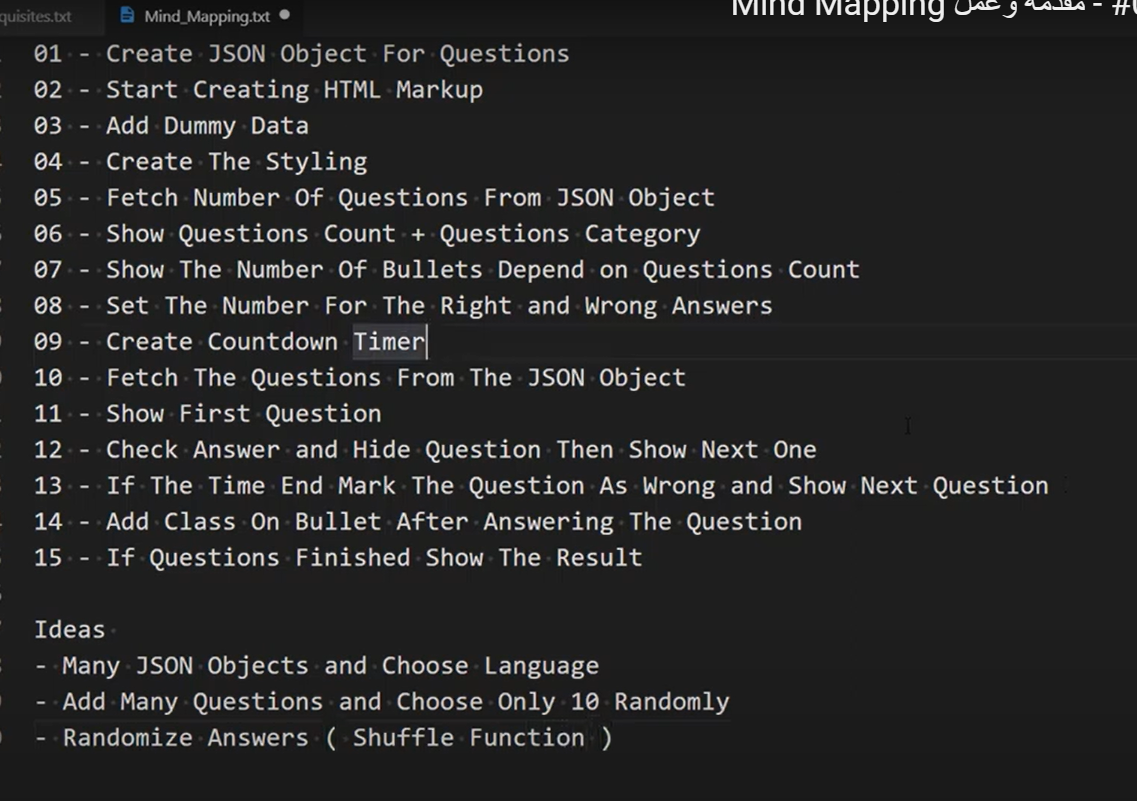 quisites.txt
Mind_Mapping.txt
Mind Mapping مقدمة وعمل - #
01 - Create JSON Object For Questions
02 - Start Creating HTML Markup
03 - Add Dummy Data
04 - Create The Styling
05 - Fetch Number Of Questions From JSON Object
06 - Show Questions Count + Questions Category
07 - Show The Number Of Bullets Depend on Questions Count
08 - Set The Number For The Right and Wrong Answers
09 - Create Countdown Timer
10 - Fetch The Questions From The JSON Object
11 - Show First Question
12 - Check Answer and Hide Question Then Show Next One
13 - If The Time End Mark The Question As Wrong and Show Next Question
14 - Add Class On Bullet After Answering The Question
15 - If Questions Finished Show The Result
Ideas
- Many JSON Objects and Choose Language
- Add Many Questions and Choose Only 10 Randomly
- Randomize Answers ( Shuffle Function )